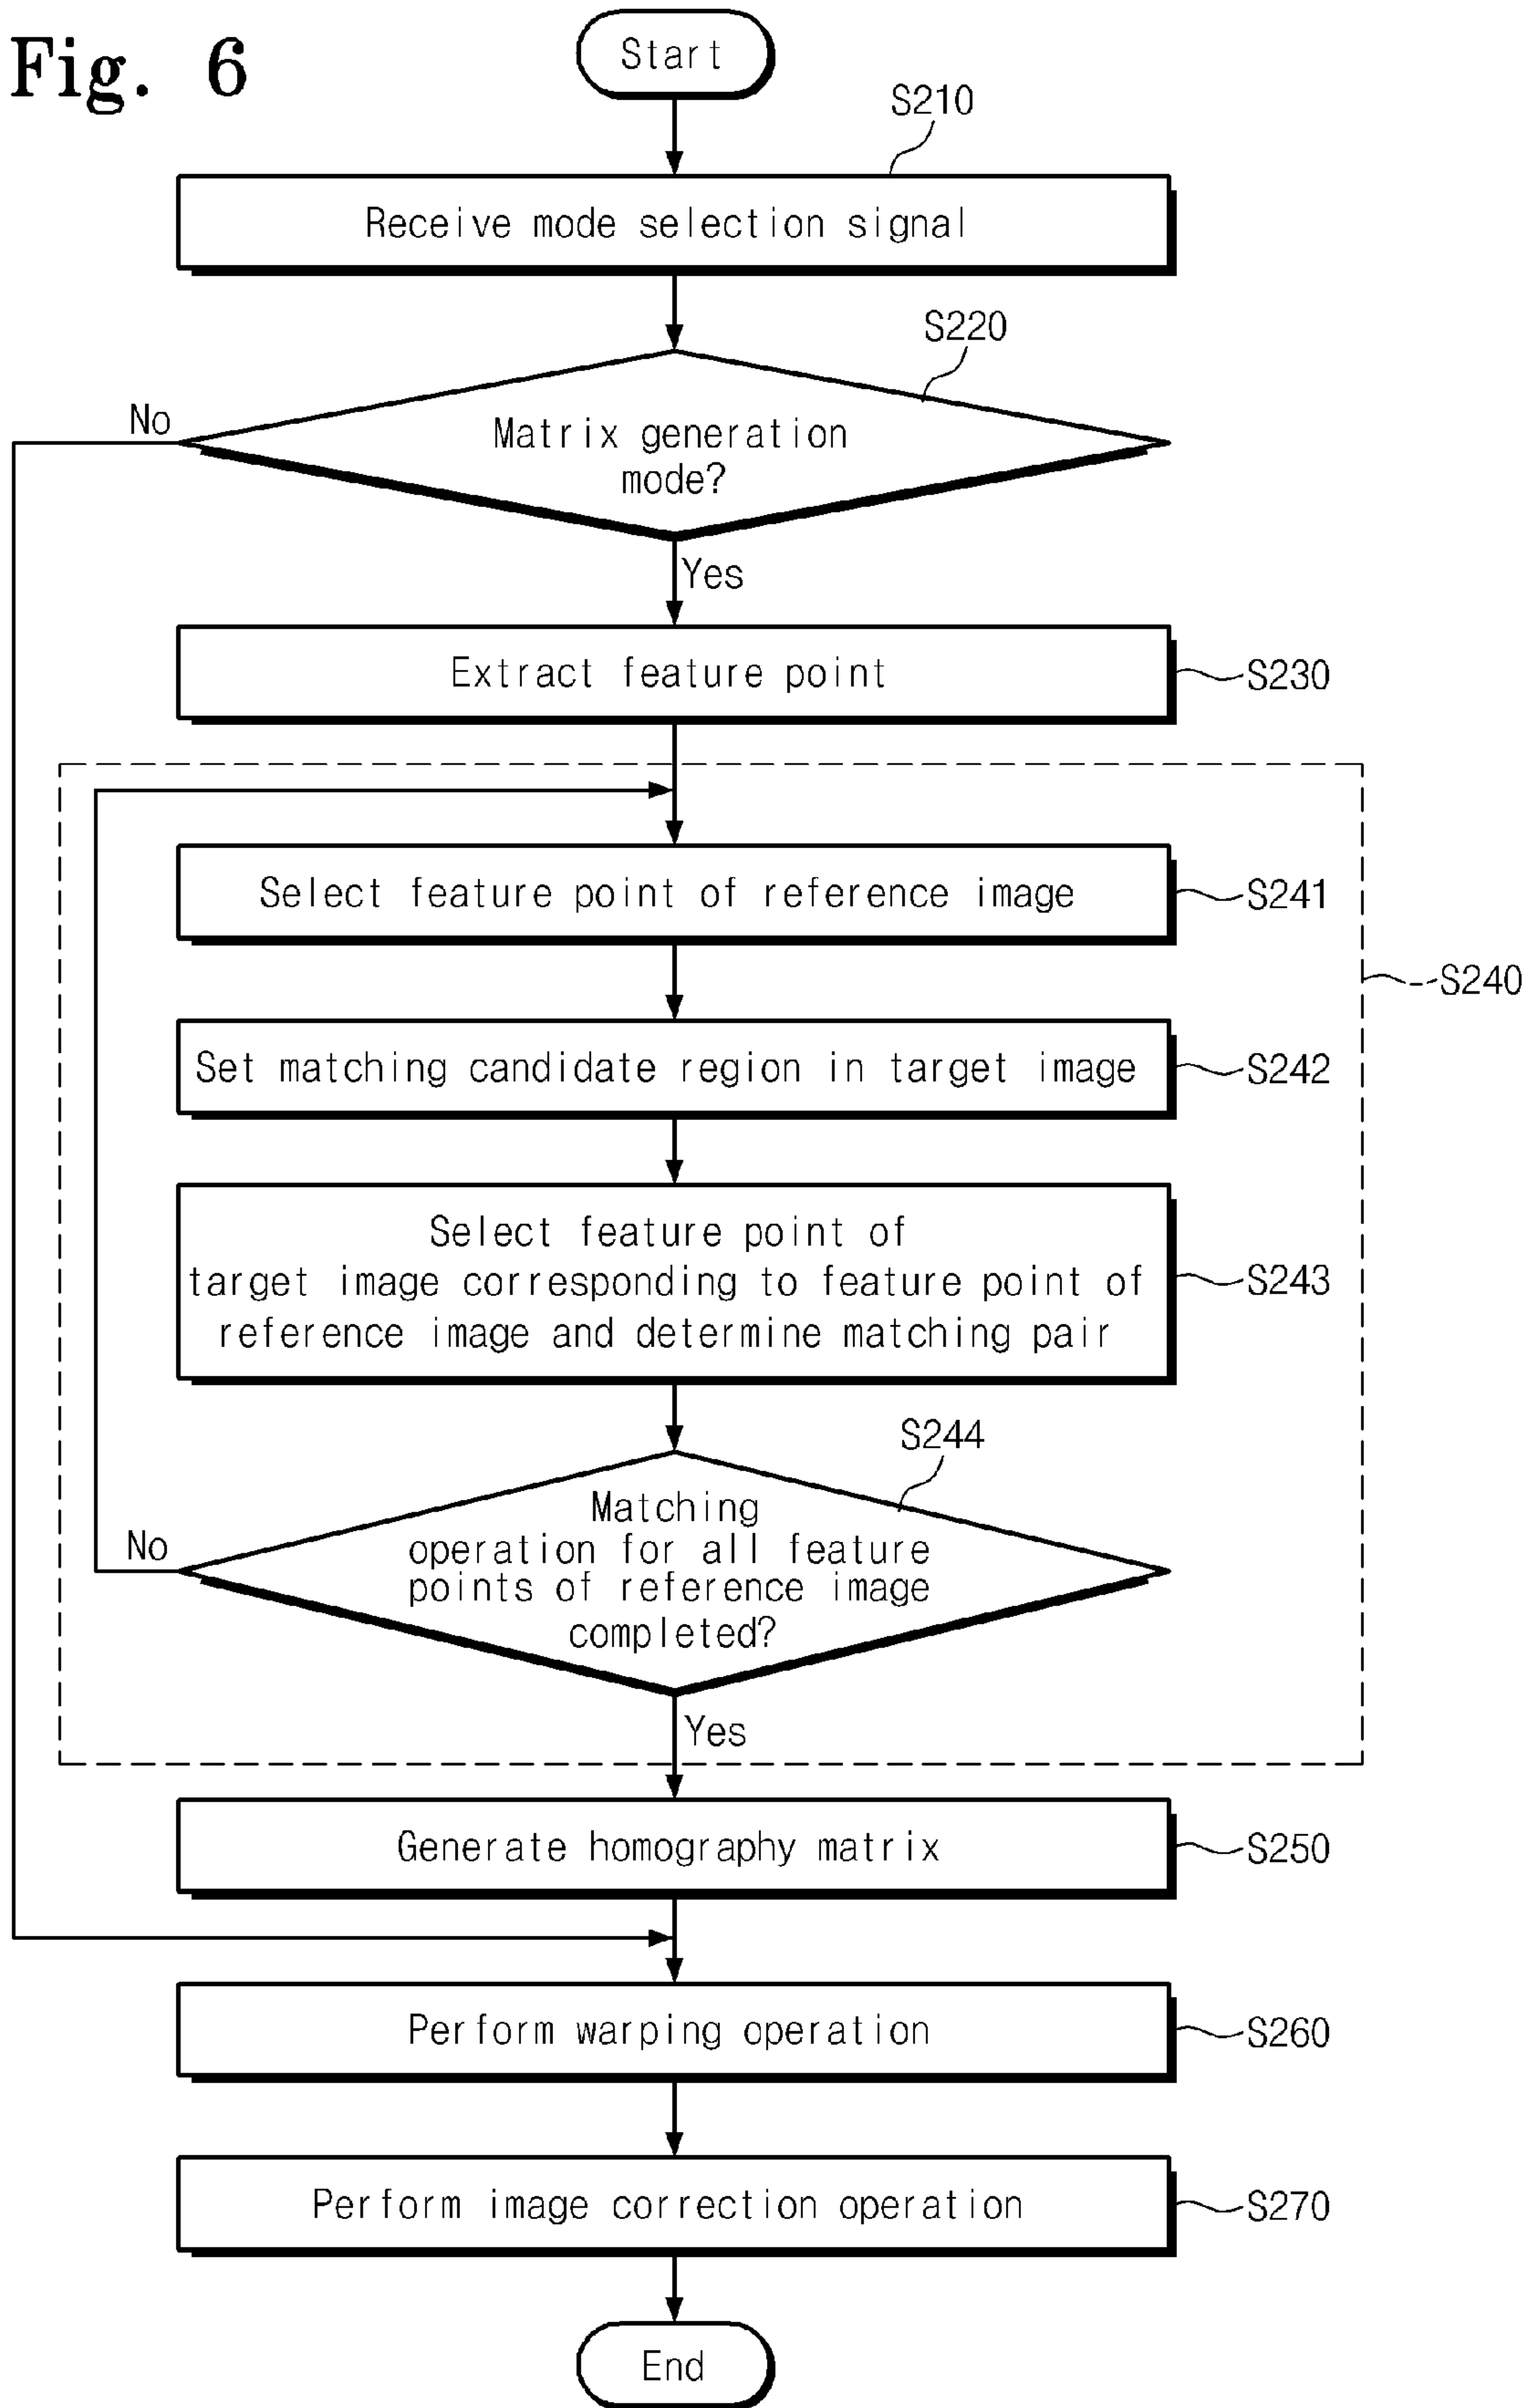 Fig. 6
Start
S210
Receive mode selection signal
S220
No
Matrix generation
mode?
Yes
Extract feature point
S230
Select feature point of reference image
S241
S240
Set matching candidate region in target image
S242
Select feature point of
target image corresponding to feature point of
reference image and determine matching pair
S243
S244
No
Matching
operation for all feature
points of reference image
completed?
Yes
Generate homography matrix
S250
Perform warping operation
S260
Perform image correction operation
S270
End